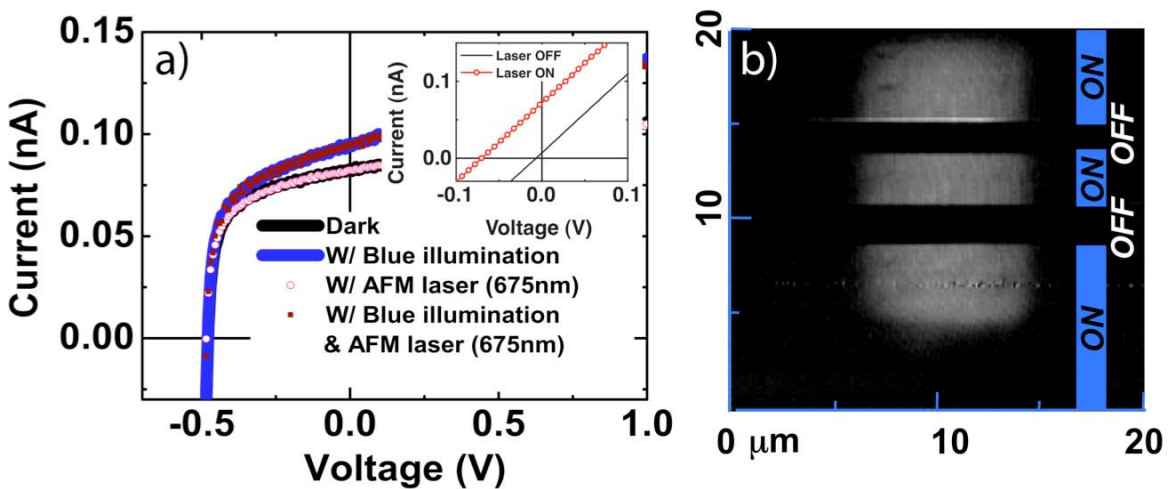 a)
0.15
0.10
0.05
0.00
Current (nA)
-0.5
0.0
0.5
1.0
Voltage (V)
Dark
W/ Blue illumination
W/ AFM laser (675nm)
W/ Blue illumination
& AFM laser (675nm)
Laser OFF
Laser ON
0.1
0.0
Current (nA)
-0.1
0.0
0.1
Voltage (V)
b)
20
10
0 μm
10
20
ON
OFF
ON
OFF
ON